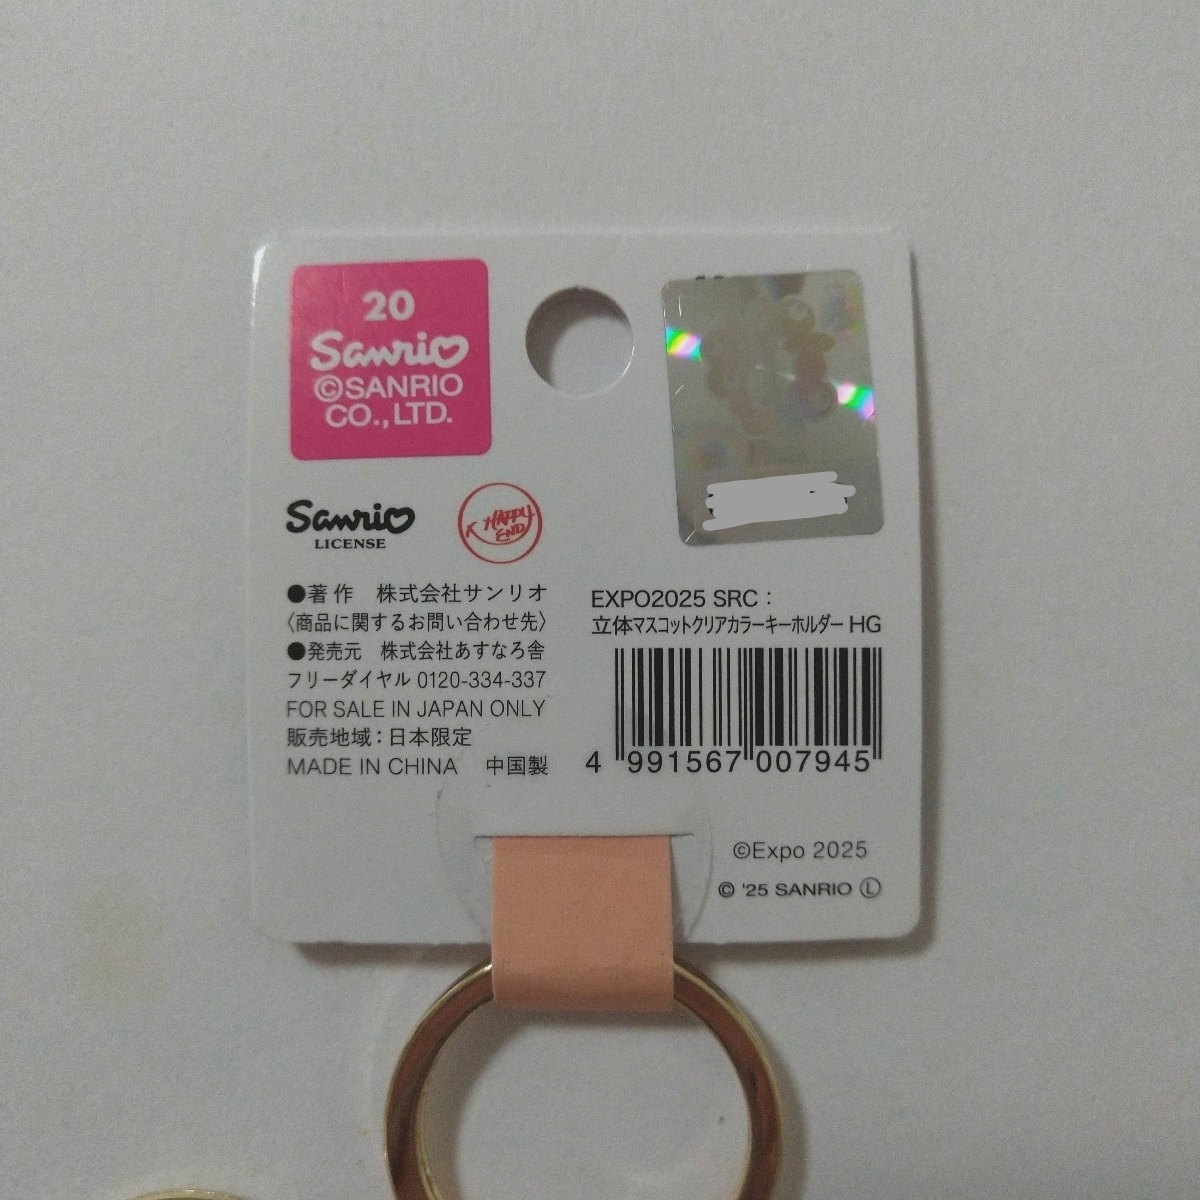 20
Sanrio
©SANRIO
CO., LTD.
Sanrio
LICENSE
K HAPPY
END
●著作 株式会社サンリオ
〈商品に関するお問い合わせ先〉
●発売元 株式会社あすなろ舎
フリーダイヤル 0120-334-337
FOR SALE IN JAPAN ONLY
販売地域：日本限定
MADE IN CHINA 中国製
EXPO2025 SRC：
立体マスコットクリアカラーキーホルダー HG
4 991567 007945
©Expo 2025
© '25 SANRIO Ⓛ